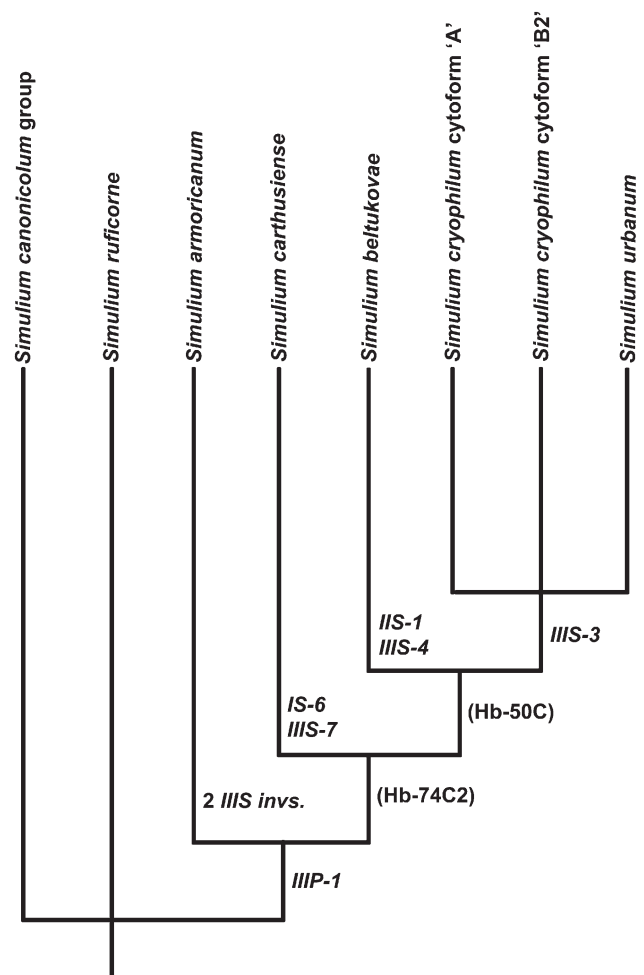 Simulium canonicolum group
Simulium ruficorne
Simulium armoricanum
Simulium carthusiense
Simulium beltukovae
Simulium cryophilum cytoform ‘A’
Simulium cryophilum cytoform ‘B2’
Simulium urbanum
IIS-1
IIIS-4
IIIS-3
IS-6
IIIS-7
(Hb-50C)
2 IIIS invs.
(Hb-74C2)
IIIP-1